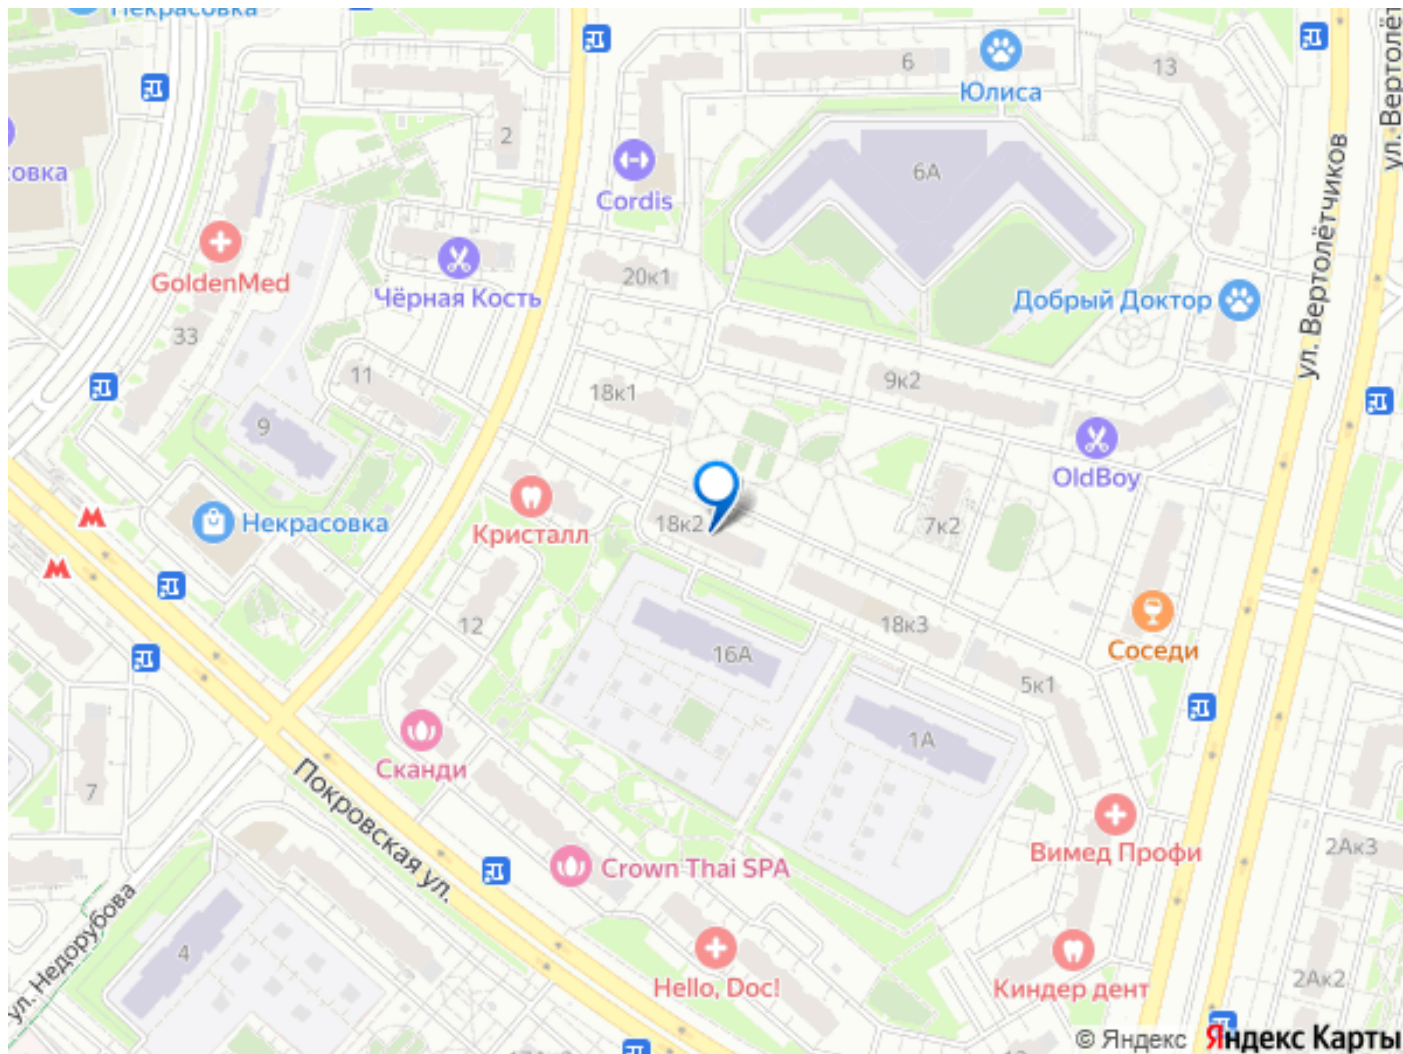 Некрасовка
6
13
Юлиса
ул. Вертолётчиков
2
овка
Cordis
6А
GoldenMed
Чёрная Кость
20к1
Добрый Доктор
33
11
18к1
9к2
9
OldBoy
Некрасовка
Кристалл
18к2
7к2
12
16А
18к3
Соседи
5к1
1А
Сканди
7
Покровская ул.
Вимед Профи
2Ак3
Crown Thai SPA
ул. Недорубова
4
Hello, Doc!
Киндер дент
2Ак2
© Яндекс Яндекс Карты